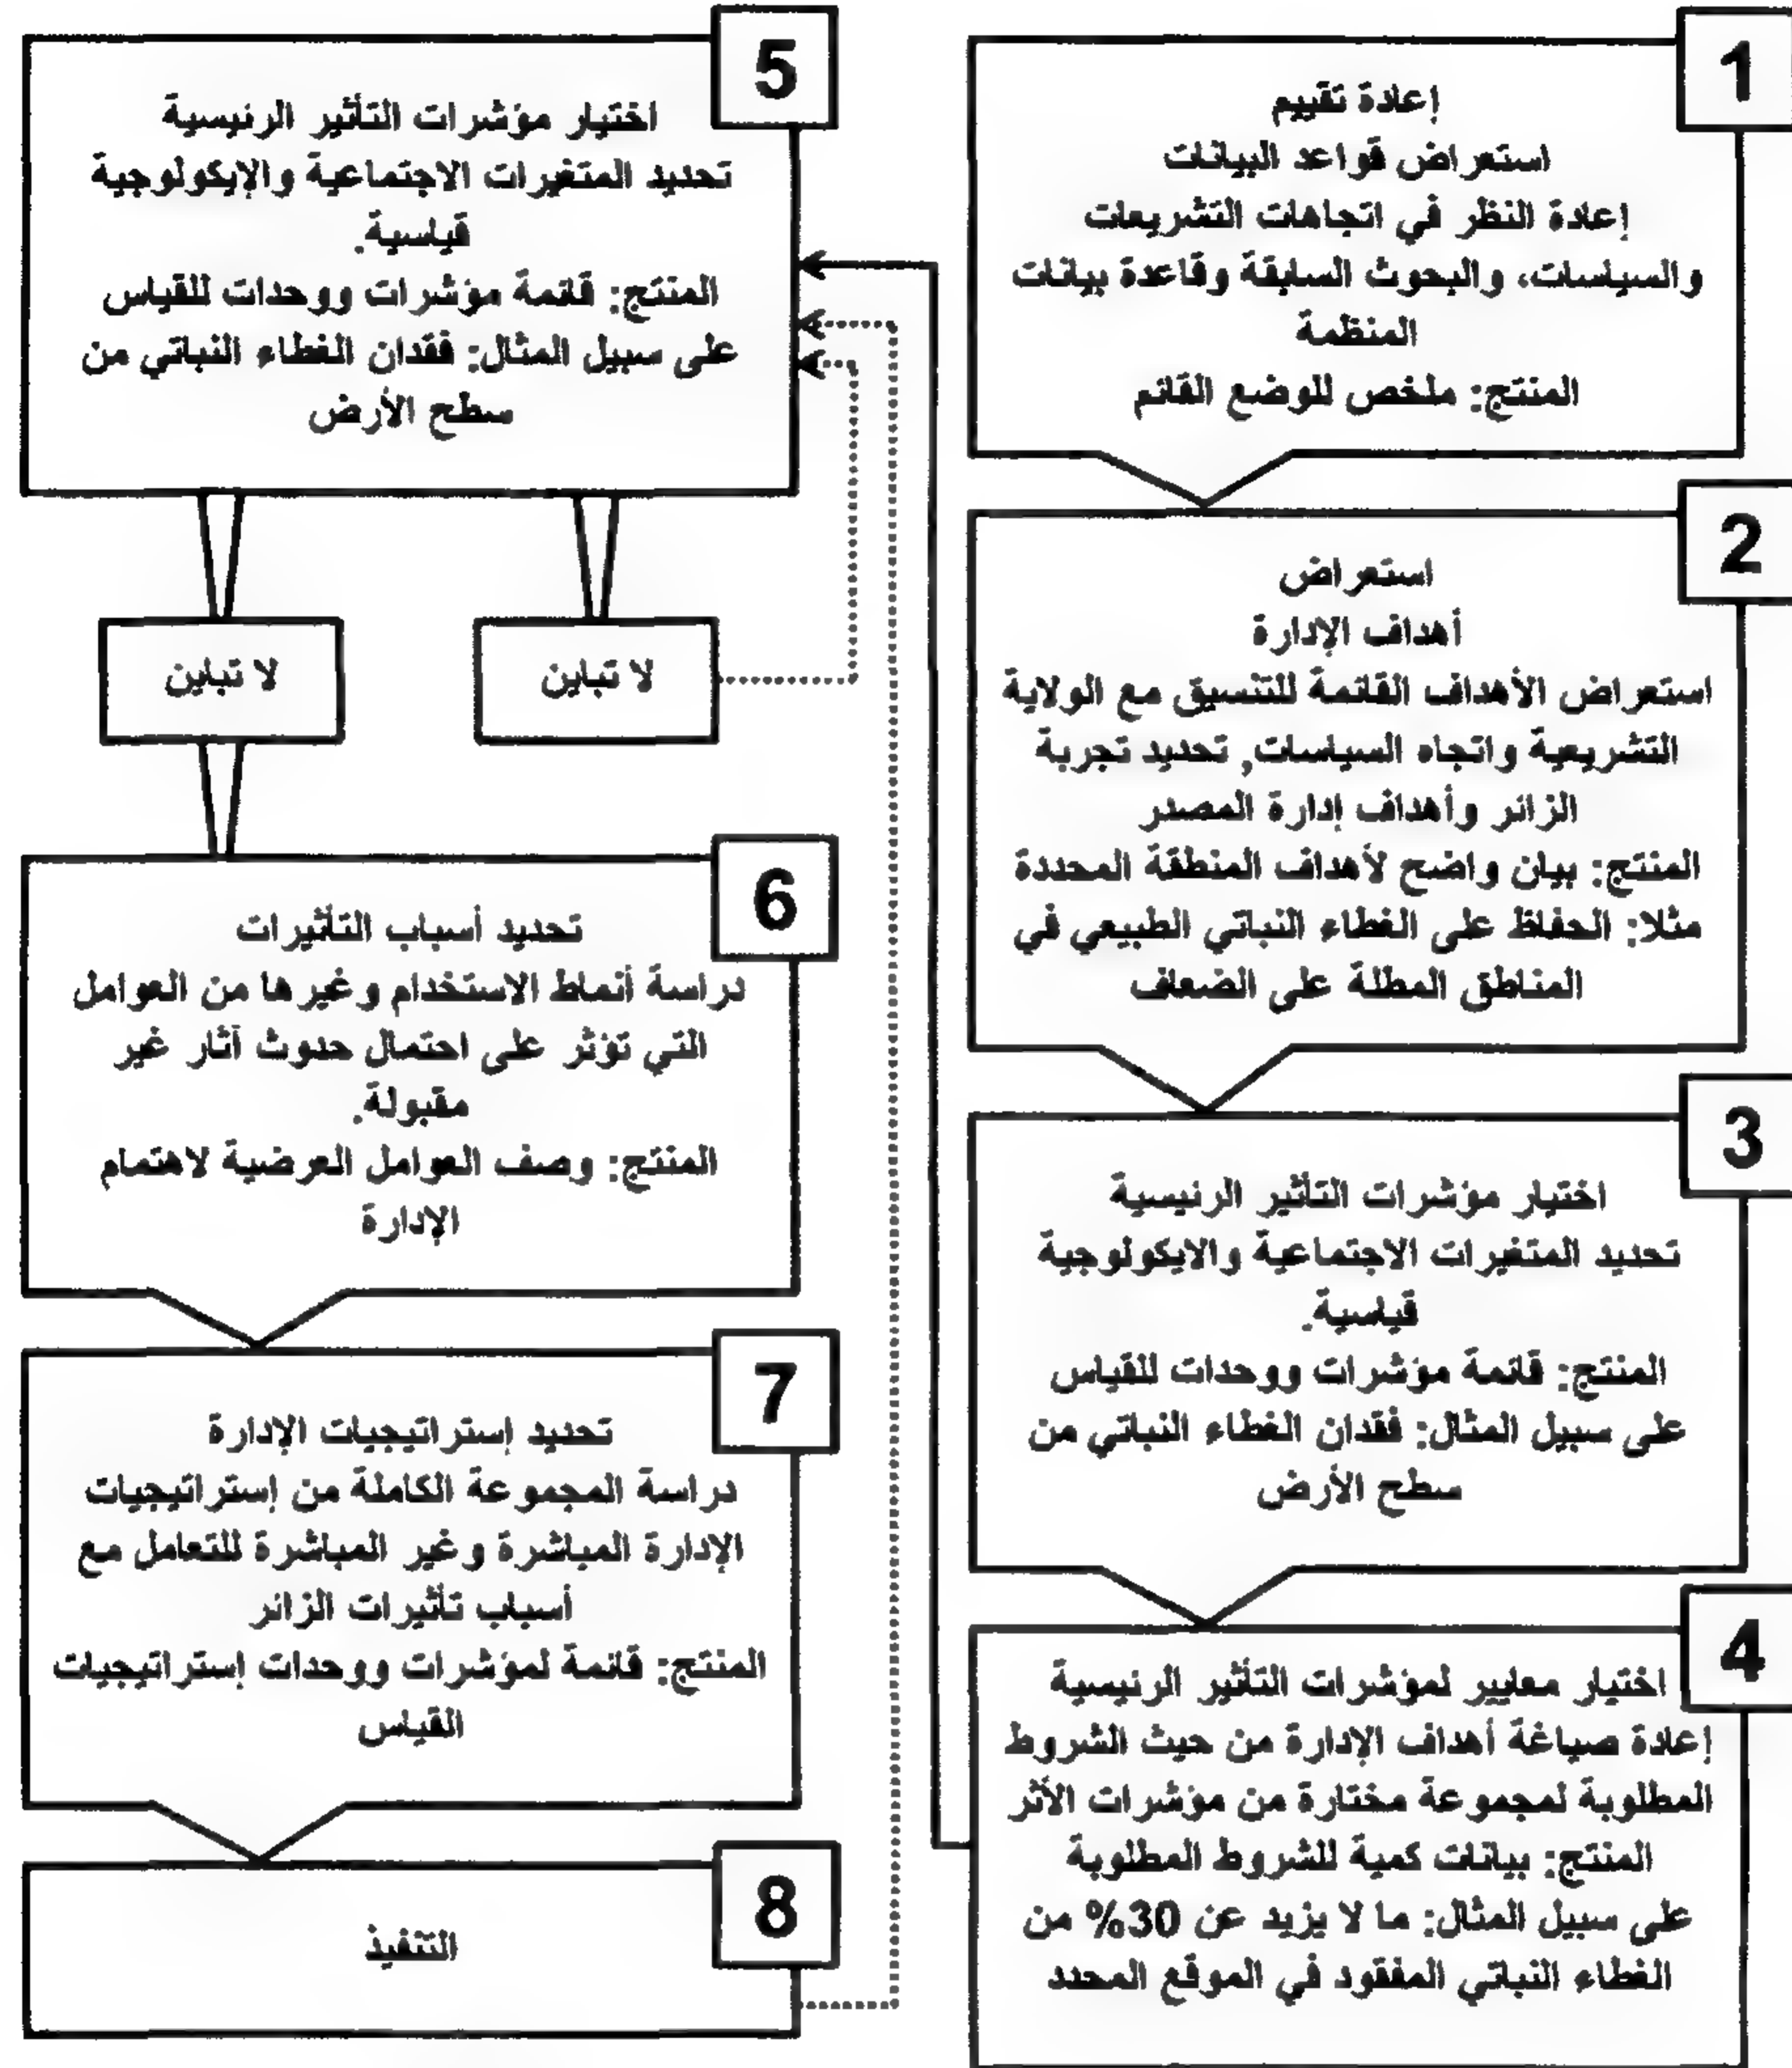 1
إعادة تقييم
استعراض قواعد البيانات
إعادة النظر في اتجاهات التشريعات
والسياسات، والبحوث السابقة وقاعدة بيانات
المنظمة
المنتج: ملخص للوضع القائم
2
استعراض
أهداف الإدارة
استعراض الأهداف القائمة للتنسيق مع الولاية
التشريعية واتجاه السياسات, تحديد تجربة
الزائر وأهداف إدارة المصدر
المنتج: بيان واضح لأهداف المنطقة المحددة
مثلا: الحفاظ على الغطاء النباتي الطبيعي في
المناطق المطلة على الضعاف
3
اختيار مؤشرات التأثير الرئيسية
تحديد المتغيرات الاجتماعية والايكولوجية
قياسية.
المنتج: قائمة مؤشرات ووحدات للقياس
على سبيل المثال: فقدان الغطاء النباتي من
سطح الأرض
4
اختيار معايير لمؤشرات التأثير الرئيسية
إعادة صياغة أهداف الإدارة من حيث الشروط
المطلوبة لمجموعة مختارة من مؤشرات الأثر
المنتج: بيانات كمية للشروط المطلوبة
على سبيل المثال: ما لا يزيد عن 30% من
الغطاء النباتي المفقود في الموقع المحدد
5
اختيار مؤشرات التأثير الرئيسية
تحديد المتغيرات الاجتماعية والإيكولوجية
قياسية.
المنتج: قائمة مؤشرات ووحدات للقياس
على سبيل المثال: فقدان الغطاء النباتي من
سطح الأرض
لا تباين
لا تباين
6
تحديد أسباب التأثيرات
دراسة أنماط الاستخدام وغيرها من العوامل
التي تؤثر على احتمال حدوث آثار غير
مقبولة.
المنتج: وصف العوامل العرضية لاهتمام
الإدارة
7
تحديد إستراتيجيات الإدارة
دراسة المجموعة الكاملة من إستراتيجيات
الإدارة المباشرة وغير المباشرة للتعامل مع
أسباب تأثيرات الزائر
المنتج: قائمة لمؤشرات ووحدات إستراتيجيات
القياس
8
التنفيذ